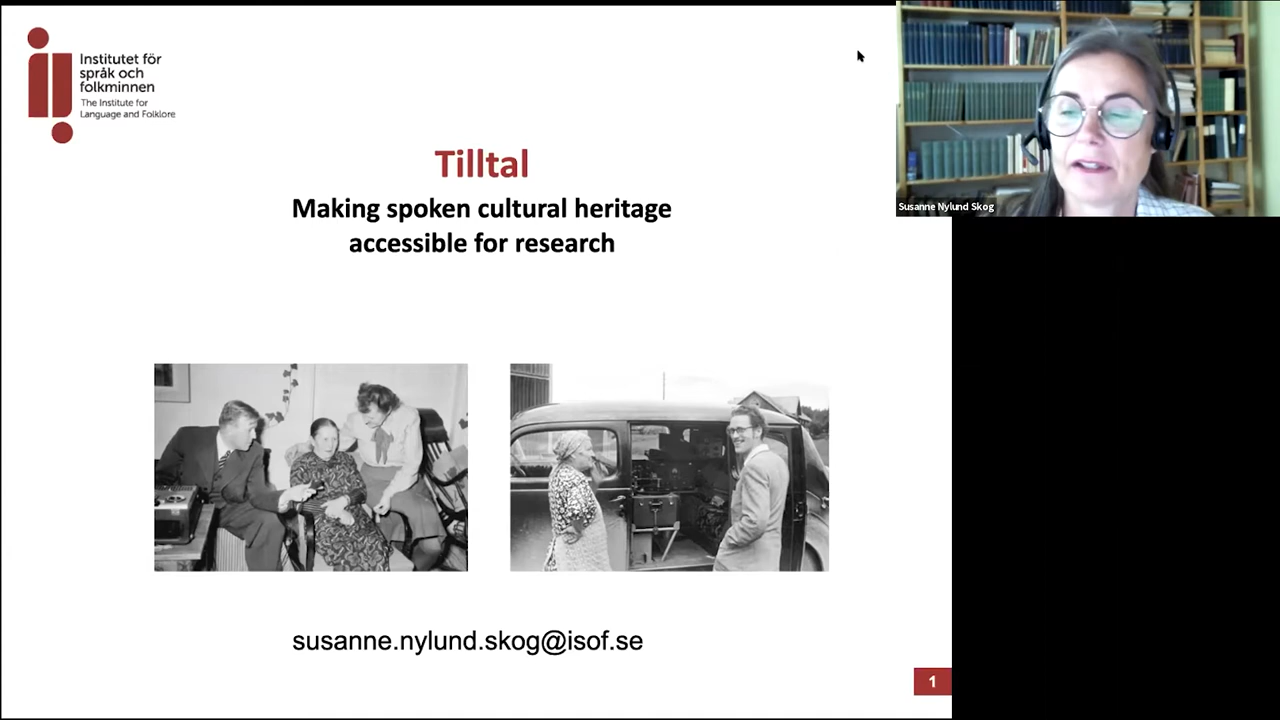 Institutet för
språk och
folkminnen
The Institute for
Language and Folklore
Tilltal
Making spoken cultural heritage
accessible for research
susanne.nylund.skog@isof.se
1
Susanne Nylund Skog